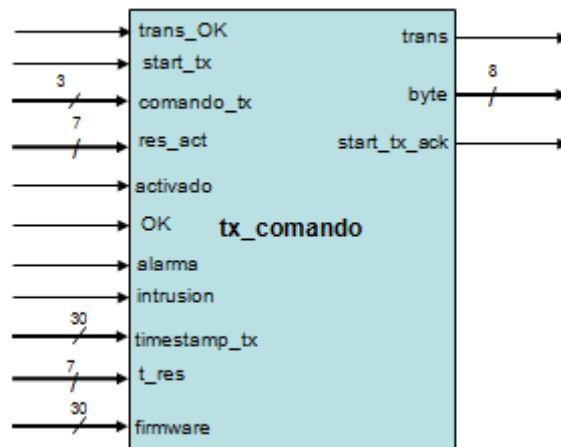 trans_OK
trans
start_tx
3
comando_tx
8
byte
7
res_act
start_tx_ack
activado
OK
tx_comando
alarma
intrusion
30
timestamp_tx
7
t_res
30
firmware